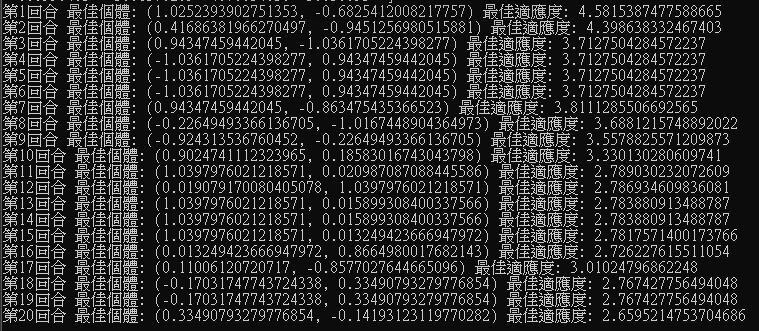 第1回合 最佳個體: (1.0252393902751353, -0.6825412008217757) 最佳適應度: 4.5815387477588665
第2回合 最佳個體: (0.41686381966270497, -0.9451256980515881) 最佳適應度: 4.398638332467403
第3回合 最佳個體: (0.94347459442045, -1.0361705224398277) 最佳適應度: 3.7127504284572237
第4回合 最佳個體: (-1.0361705224398277, 0.94347459442045) 最佳適應度: 3.7127504284572237
第5回合 最佳個體: (-1.0361705224398277, 0.94347459442045) 最佳適應度: 3.7127504284572237
第6回合 最佳個體: (-1.0361705224398277, 0.94347459442045) 最佳適應度: 3.7127504284572237
第7回合 最佳個體: (0.94347459442045, -0.863475435366523) 最佳適應度: 3.8111285506692565
第8回合 最佳個體: (-0.22649493366136705, -1.0167448904364973) 最佳適應度: 3.6881215748892022
第9回合 最佳個體: (-0.9243135367604​52, -0.22649493366136705) 最佳適應度: 3.5578825571209873
第10回合 最佳個體: (0.9024741112323965, 0.18583016743043798) 最佳適應度: 3.330130280609741
第11回合 最佳個體: (1.0397976021218571, 0.020987087088445586) 最佳適應度: 2.789030232072609
第12回合 最佳個體: (0.019079170080405078, 1.0397976021218571) 最佳適應度: 2.786934609836081
第13回合 最佳個體: (1.0397976021218571, 0.015899308400337566) 最佳適應度: 2.783880913488787
第14回合 最佳個體: (1.0397976021218571, 0.015899308400337566) 最佳適應度: 2.783880913488787
第15回合 最佳個體: (1.0397976021218571, 0.013249423666947972) 最佳適應度: 2.7817571400173766
第16回合 最佳個體: (0.013249423666947972, 0.8664980017682143) 最佳適應度: 2.7262276155​11054
第17回合 最佳個體: (0.11006120720717, -0.8577027644665096) 最佳適應度: 3.01024796862248
第18回合 最佳個體: (-0.17031747743724338, 0.33490793279776854) 最佳適應度: 2.767427756494048
第19回合 最佳個體: (-0.17031747743724338, 0.33490793279776854) 最佳適應度: 2.767427756494048
第20回合 最佳個體: (0.33490793279776854, -0.14193123119770282) 最佳適應度: 2.6595214753704686